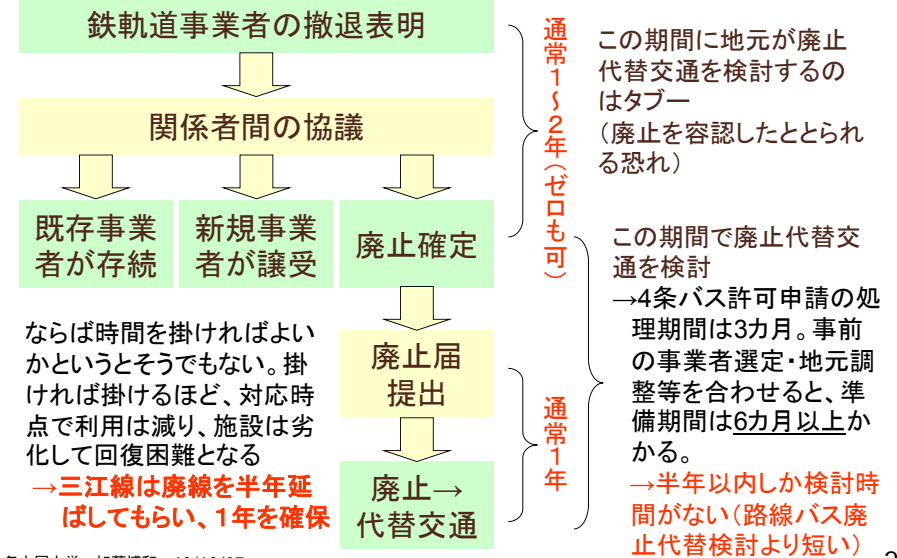 鉄軌道事業者の撤退表明
関係者間の協議
既存事業
者が存続
新規事業
者が譲受
廃止確定
廃止届
提出
廃止→
代替交通
通常1～2年（ゼロも可）
通常1年
この期間に地元が廃止
代替交通を検討するの
はタブー
（廃止を容認したととられ
る恐れ）
この期間で廃止代替交
通を検討
→4条バス許可申請の処
理期間は3カ月。事前
の事業者選定・地元調
整等を合わせると、準
備期間は6カ月以上か
かる。
→半年以内しか検討時
間がない（路線バス廃
止代替検討より短い）
ならば時間を掛ければよい
かというとそうでもない。掛
ければ掛けるほど、対応時
点で利用は減り、施設は劣
化して回復困難となる
→三江線は廃線を半年延
ばしてもらい、1年を確保